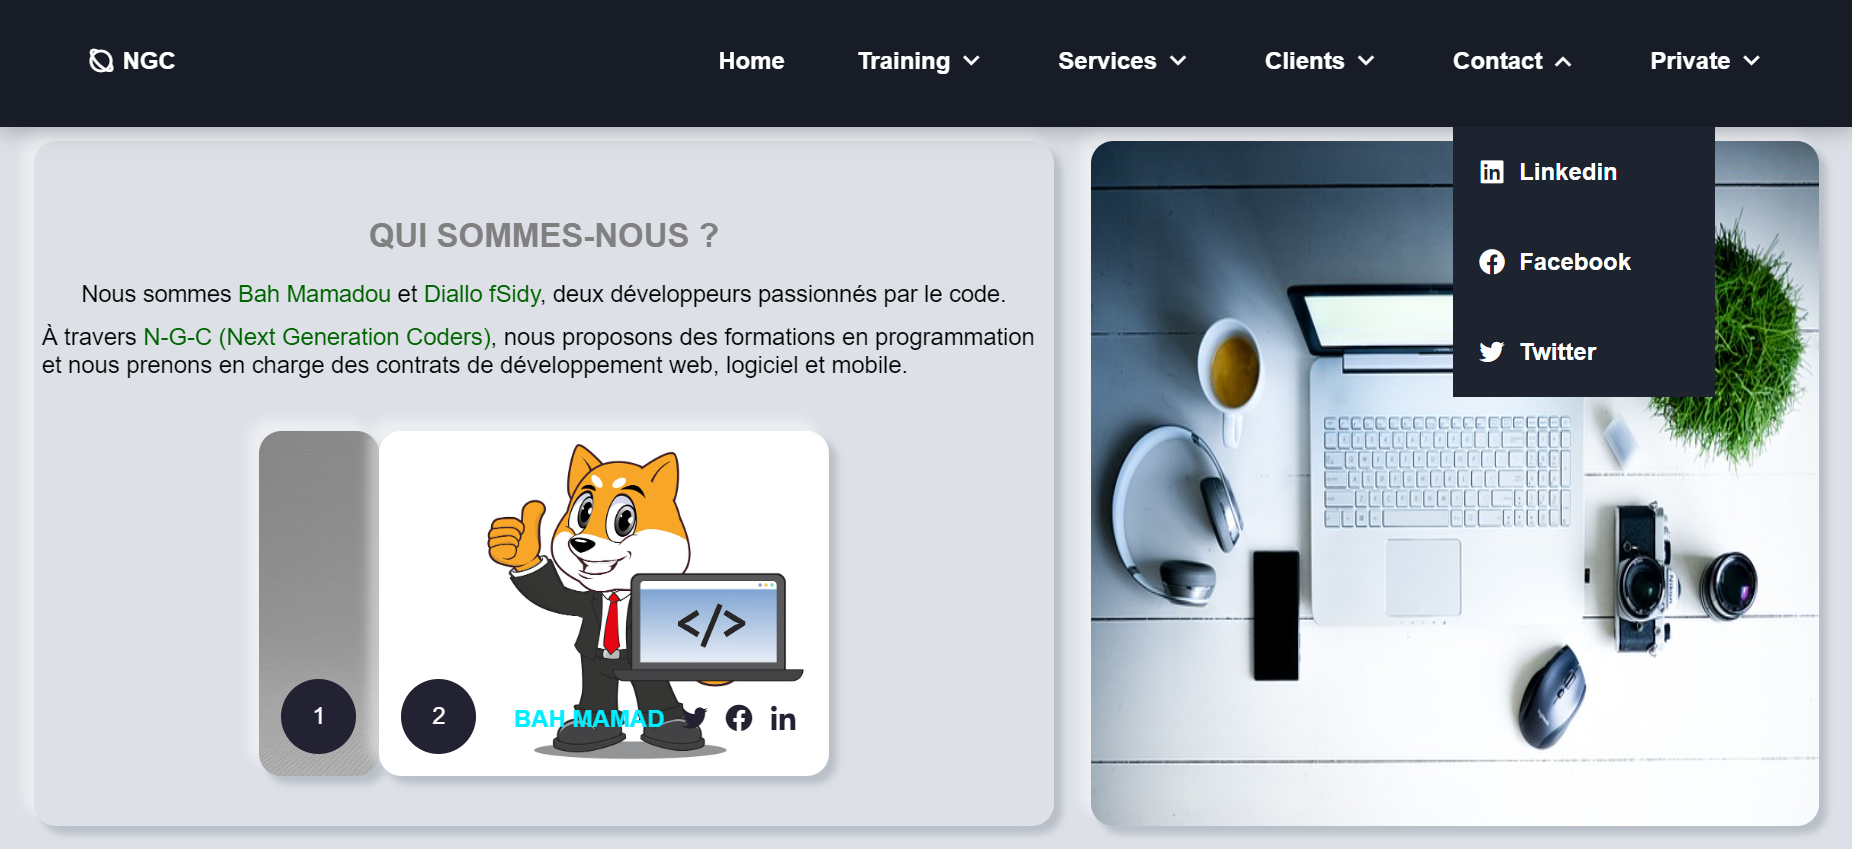 NGC
Home
Training
Services
Clients
Contact
Private
Linkedin
Facebook
Twitter
QUI SOMMES-NOUS ?
Nous sommes Bah Mamadou et Diallo fSidy, deux développeurs passionnés par le code.
À travers N-G-C (Next Generation Coders), nous proposons des formations en programmation
et nous prenons en charge des contrats de développement web, logiciel et mobile.
</>
1
2
BAH MAMAD